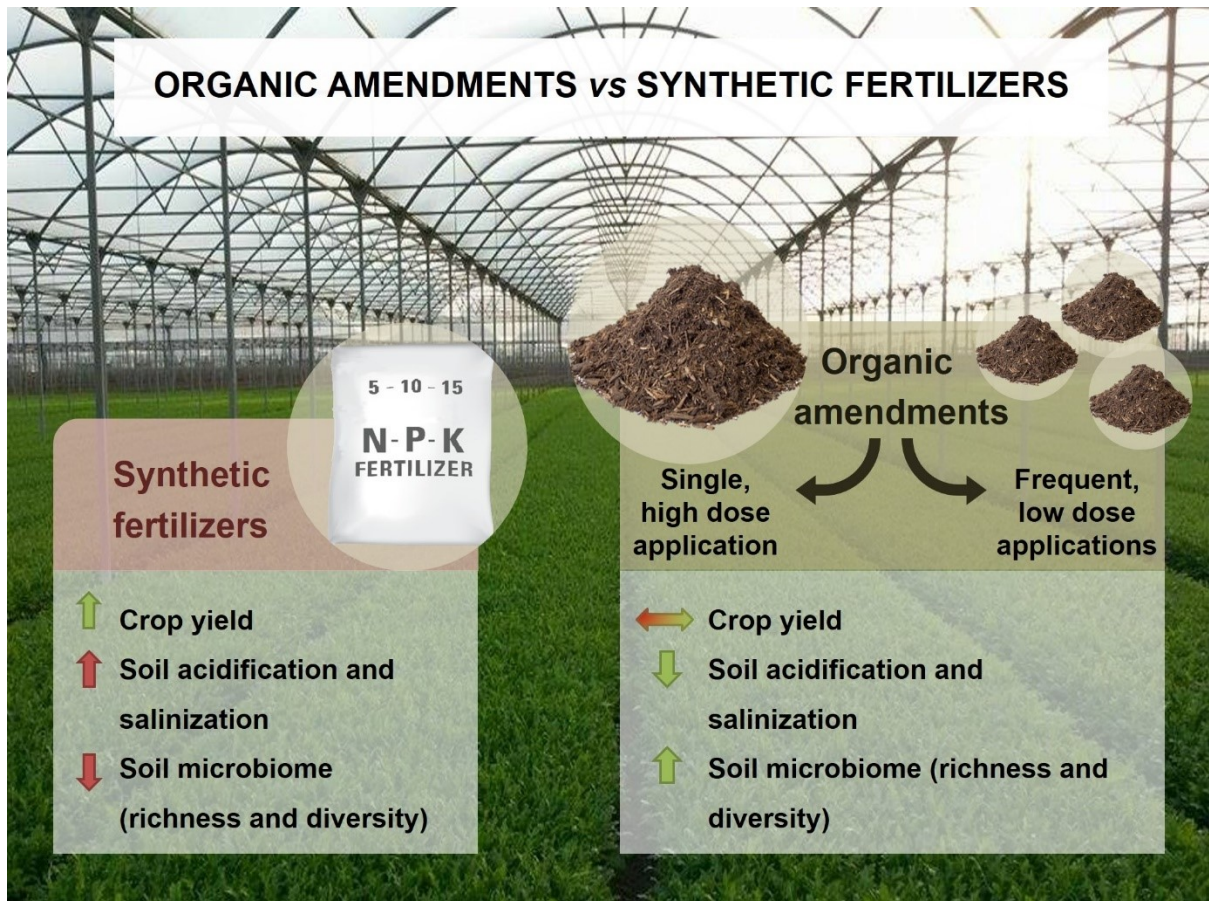 ORGANIC AMENDMENTS vs SYNTHETIC FERTILIZERS
5 - 10 - 15
N - P - K
FERTILIZER
Synthetic
fertilizers
Crop yield
Soil acidification and
salinization
Soil microbiome
(richness and diversity)
Organic
amendments
Single,
high dose
application
Frequent,
low dose
applications
Crop yield
Soil acidification and
salinization
Soil microbiome (richness and
diversity)